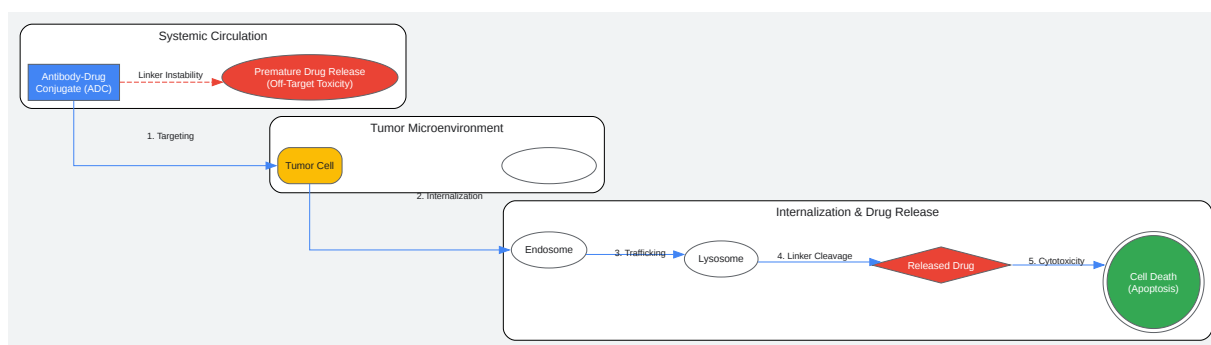 Systemic Circulation
Antibody-Drug
Conjugate (ADC)
Linker Instability
Premature Drug Release
(Off-Target Toxicity)
1. Targeting
Tumor Microenvironment
Tumor Cell
2. Internalization
Internalization & Drug Release
Endosome
3. Trafficking
Lysosome
4. Linker Cleavage
Released Drug
5. Cytotoxicity
Cell Death
(Apoptosis)